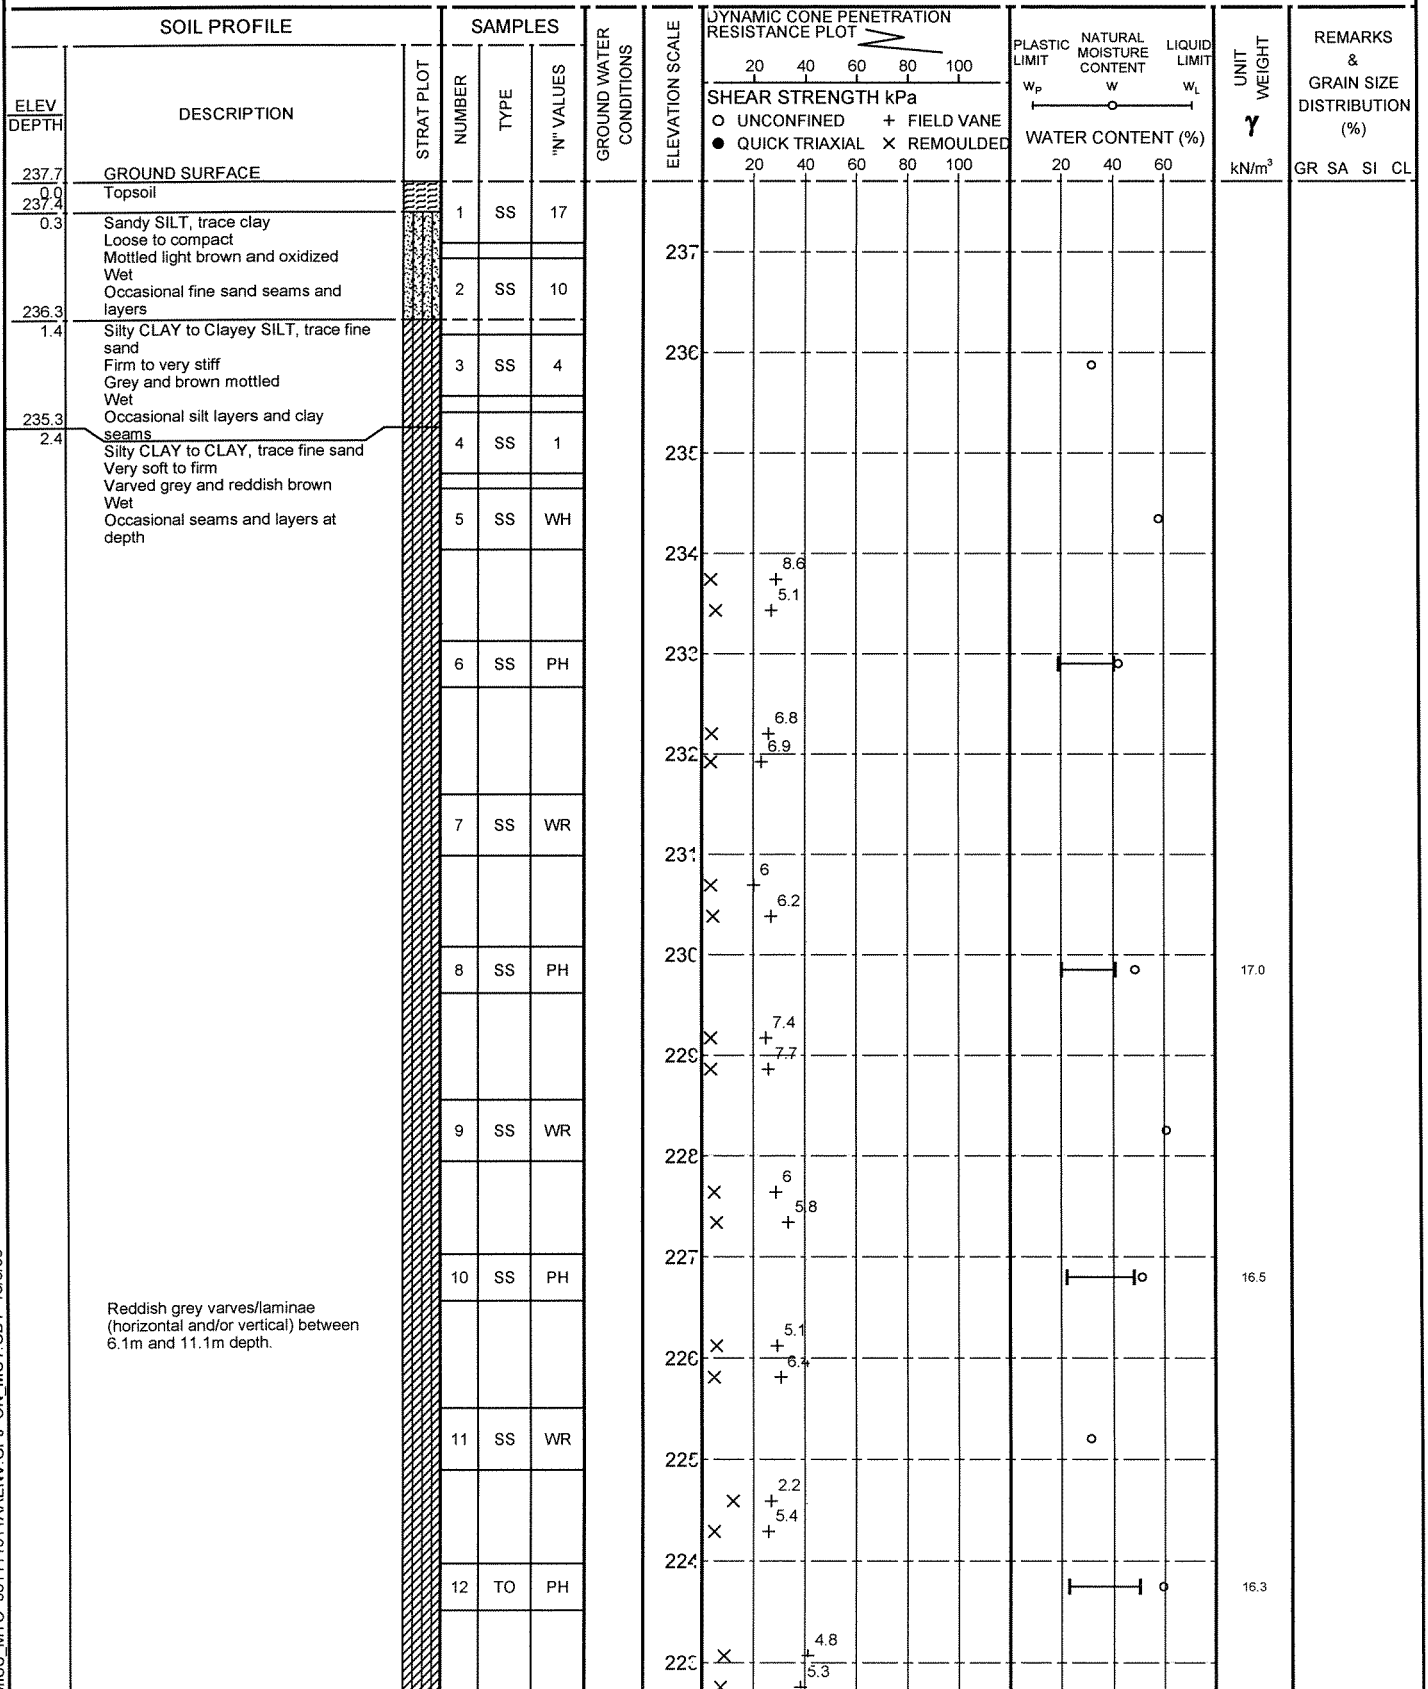 SOIL PROFILE
SAMPLES
GROUND WATER
CONDITIONS
ELEVATION SCALE
DYNAMIC CONE PENETRATION
RESISTANCE PLOT
20 40 60 80 100
PLASTIC
LIMIT
NATURAL
MOISTURE
CONTENT
LIQUID
LIMIT
WP W WL
UNIT
WEIGHT
γ
kN/m³
REMARKS
&
GRAIN SIZE
DISTRIBUTION
(%)
GR SA SI CL
ELEV
DEPTH
DESCRIPTION
STRAT PLOT
NUMBER
TYPE
"N" VALUES
SHEAR STRENGTH kPa
UNCONFINED + FIELD VANE
QUICK TRIAXIAL × REMOULDED
20 40 60 80 100
WATER CONTENT (%)
20 40 60
237.7 GROUND SURFACE
0.0 Topsoil
237.4
0.3 Sandy SILT, trace clay
Loose to compact
Mottled light brown and oxidized
Wet
Occasional fine sand seams and
layers
236.3
1.4 Silty CLAY to Clayey SILT, trace fine
sand
Firm to very stiff
Grey and brown mottled
Wet
Occasional silt layers and clay
seams
235.3
2.4 Silty CLAY to CLAY, trace fine sand
Very soft to firm
Varved grey and reddish brown
Wet
Occasional seams and layers at
depth
Reddish grey varves/laminae
(horizontal and/or vertical) between
6.1m and 11.1m depth.
1 SS 17
2 SS 10
3 SS 4
4 SS 1
5 SS WH
6 SS PH
7 SS WR
8 SS PH
9 SS WR
10 SS PH
11 SS WR
12 TO PH
237
236
235
234
233
232
231
230
229
228
227
226
225
224
223
8.6
5.1
6.8
6.9
6
6.2
7.4
7.7
6
5.8
5.1
6.4
2.2
5.4
4.8
5.3
17.0
16.5
16.3